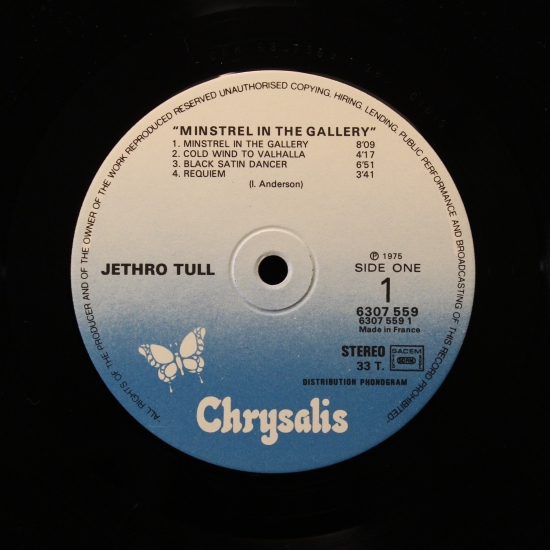 "ALL RIGHTS OF THE PRODUCER AND OF THE OWNER OF THE WORK REPRODUCED RESERVED UNAUTHORISED COPYING, HIRING, LENDING, PUBLIC PERFORMANCE AND BROADCASTING OF THIS RECORD PROHIBITED"
"MINSTREL IN THE GALLERY"
1. MINSTREL IN THE GALLERY 8'09
2. COLD WIND TO VALHALLA 4'17
3. BLACK SATIN DANCER 6'51
4. REQUIEM 3'41
(I. Anderson)
JETHRO TULL
℗ 1975
SIDE ONE
1
6307 559
6307 559 1
Made in France
STEREO SACEM
33 T.
DISTRIBUTION PHONOGRAM
Chrysalis